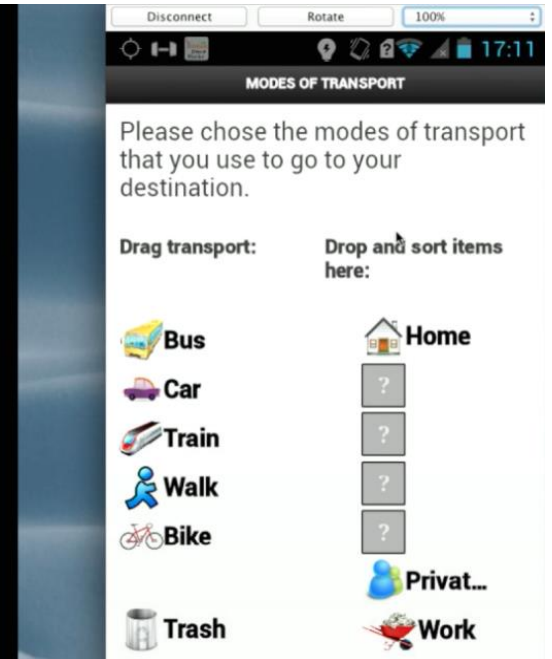 Disconnect Rotate 100%
17:11
MODES OF TRANSPORT
Please chose the modes of transport
that you use to go to your
destination.
Drag transport: Drop and sort items
here:
Bus Home
Car ?
Train ?
Walk ?
Bike ?
Privat...
Trash Work